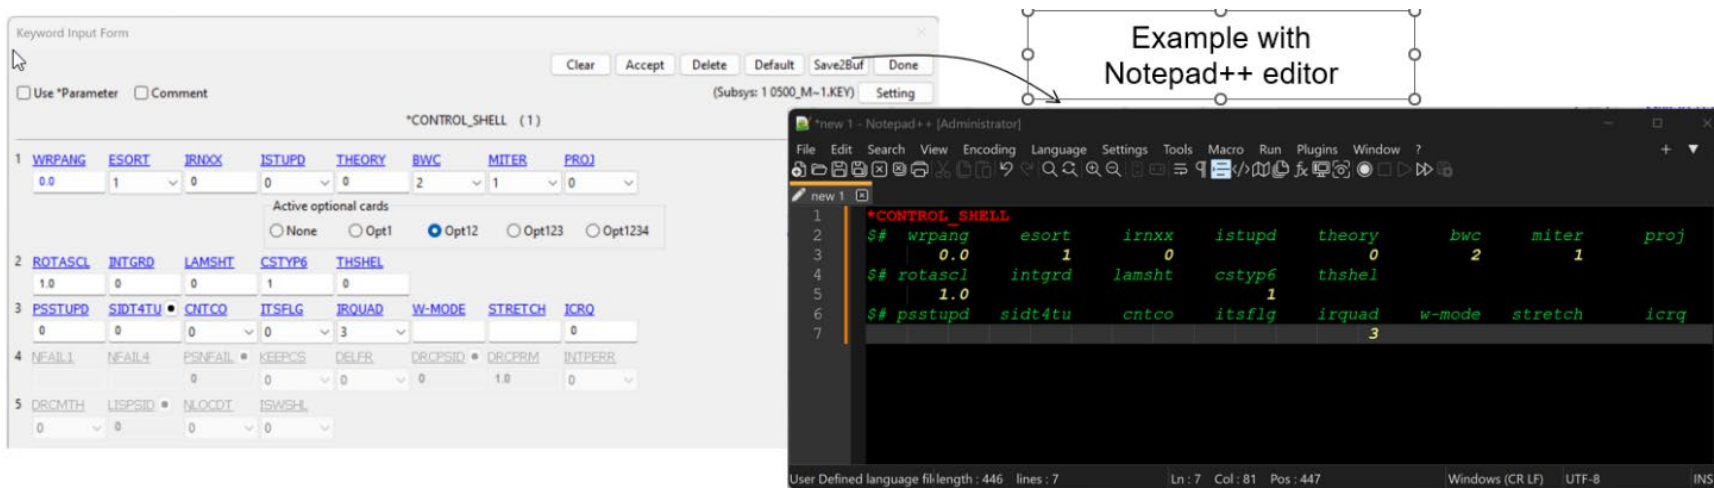 Keyword Input Form
Clear Accept Delete Default Save2Buf Done
Use *Parameter Comment (Subsys: 1 0500_M~1.KEY) Setting
*CONTROL_SHELL (1)
1 WRPANG ESORT IRNXX ISTUPD THEORY BWC MITER PROJ
0.0 1 0 0 0 2 1 0
Active optional cards
None Opt1 Opt12 Opt123 Opt1234
2 ROTASCL INTGRD LAMSHT CSTYP6 THSHEL
1.0 0 0 1 0
3 PSSTUPD SIDT4TU CNTCO ITSFLG IRQUAD W-MODE STRETCH ICRQ
0 0 0 0 3 0
4 NFAIL1 NFAIL4 PSNFAIL KEEPCS DELFR DRCPSID DRCPRM INTPERR
0 0 0 0 1.0 0
5 DRCMTH LISPSID NLOCDT ISWSHL
0 0 0 0
Example with
Notepad++ editor
*new 1 - Notepad++ [Administrator]
File Edit Search View Encoding Language Settings Tools Macro Run Plugins Window ?
new 1
1 *CONTROL_SHELL
2 $# wrpang esort irnxx istupd theory bwc miter proj
3 0.0 1 0 0 2 1
4 $# rotascl intgrd lamsht cstyp6 thshel
5 1.0 1
6 $# psstupd sidt4tu cntco itsflg irquad w-mode stretch icrq
7 3
User Defined language fil length : 446 lines : 7 Ln : 7 Col : 81 Pos : 447 Windows (CR LF) UTF-8 INS